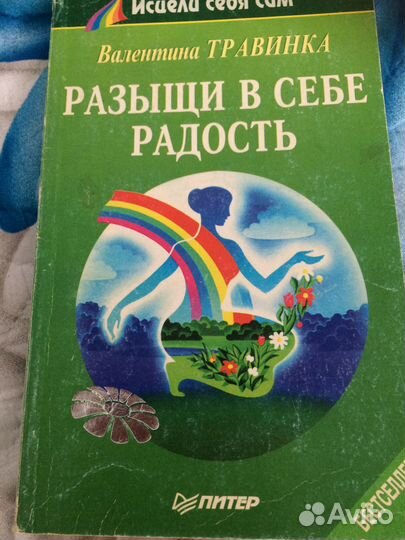 Исцели себя сам
Валентина ТРАВИНКА
РАЗЫЩИ В СЕБЕ
РАДОСТЬ
ПИТЕР
Avito